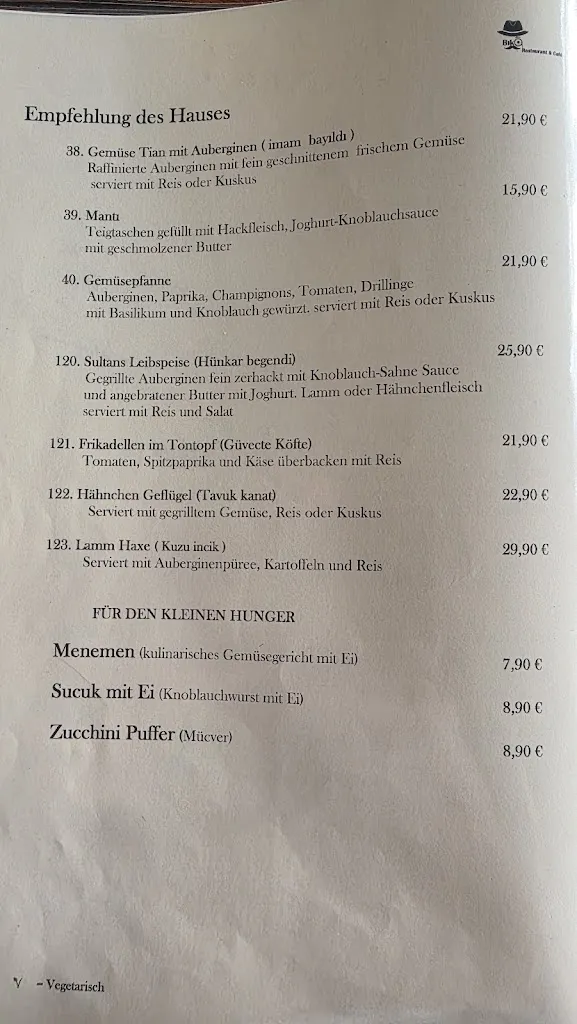 Biko
Restaurant & Café
Empfehlung des Hauses
38. Gemüse Tian mit Auberginen ( imam bayıldı ) 21,90 €
Raffinierte Auberginen mit fein geschnittenem frischem Gemüse
serviert mit Reis oder Kuskus
39. Mantı 15,90 €
Teigtaschen gefüllt mit Hackfleisch, Joghurt-Knoblauchsauce
mit geschmolzener Butter
40. Gemüsepfanne 21,90 €
Auberginen, Paprika, Champignons, Tomaten, Drillinge
mit Basilikum und Knoblauch gewürzt, serviert mit Reis oder Kuskus
120. Sultans Leibspeise (Hünkar begendi) 25,90 €
Gegrillte Auberginen fein zerhackt mit Knoblauch-Sahne Sauce
und angebratener Butter mit Joghurt. Lamm oder Hähnchenfleisch
serviert mit Reis und Salat
121. Frikadellen im Tontopf (Güvecte Köfte) 21,90 €
Tomaten, Spitzpaprika und Käse überbacken mit Reis
122. Hähnchen Geflügel (Tavuk kanat) 22,90 €
Serviert mit gegrilltem Gemüse, Reis oder Kuskus
123. Lamm Haxe ( Kuzu incik ) 29,90 €
Serviert mit Auberginenpüree, Kartoffeln und Reis
FÜR DEN KLEINEN HUNGER
Menemen (kulinarisches Gemüsegericht mit Ei) 7,90 €
Sucuk mit Ei (Knoblauchwurst mit Ei) 8,90 €
Zucchini Puffer (Mücver) 8,90 €
V = Vegetarisch